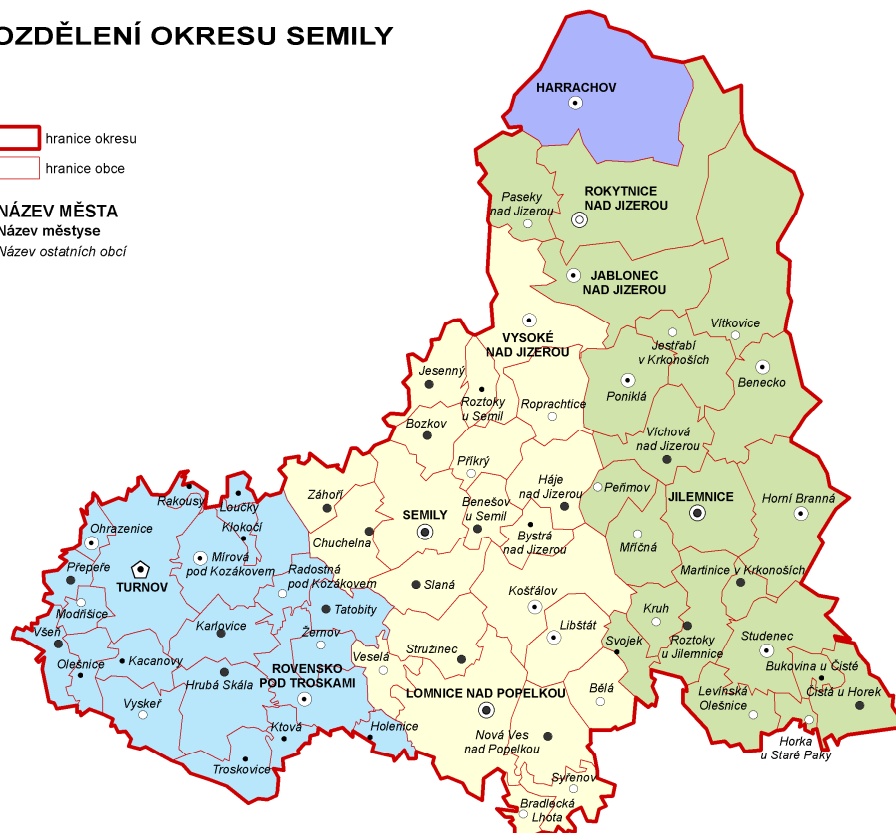 OZDĚLENÍ OKRESU SEMILY
hranice okresu
hranice obce
NÁZEV MĚSTA
Název městyse
Název ostatních obcí
HARRACHOV
Paseky
nad Jizerou
ROKYTNICE
NAD JIZEROU
JABLONEC
NAD JIZEROU
VYSOKÉ
NAD JIZEROU
Vítkovice
Jestřabí
v Krkonoších
Benecko
Jesenný
Roztoky
u Semil
Roprachtice
Poniklá
Bozkov
Víchová
nad Jizerou
Příkrý
Háje
nad Jizerou
Peřimov
JILEMNICE
Horní Branná
Záhoří
SEMILY
Benešov
u Semil
Bystrá
nad Jizerou
Mříčná
Chuchelna
Rakousy
Loučky
Klokočí
Ohrazenice
Mírová
pod Kozákovem
Radostná
pod Kozákovem
Přepeře
TURNOV
Modřišice
Tatobity
Slaná
Košťálov
Martinice v Krkonoších
Všeň
Karlovice
Žernov
Libštát
Kruh
Svojek
Roztoky
u Jilemnice
Studenec
Olešnice
Kacanovy
Hrubá Skála
ROVENSKO
POD TROSKAMI
Veselá
Stružinec
Bukovina u Čisté
LOMNICE NAD POPELKOU
Bělá
Levínská
Olešnice
Čistá u Horek
Vyskeř
Ktová
Holenice
Nová Ves
nad Popelkou
Horka
u Staré Paky
Troskovice
Syřenov
Bradlecká
Lhota